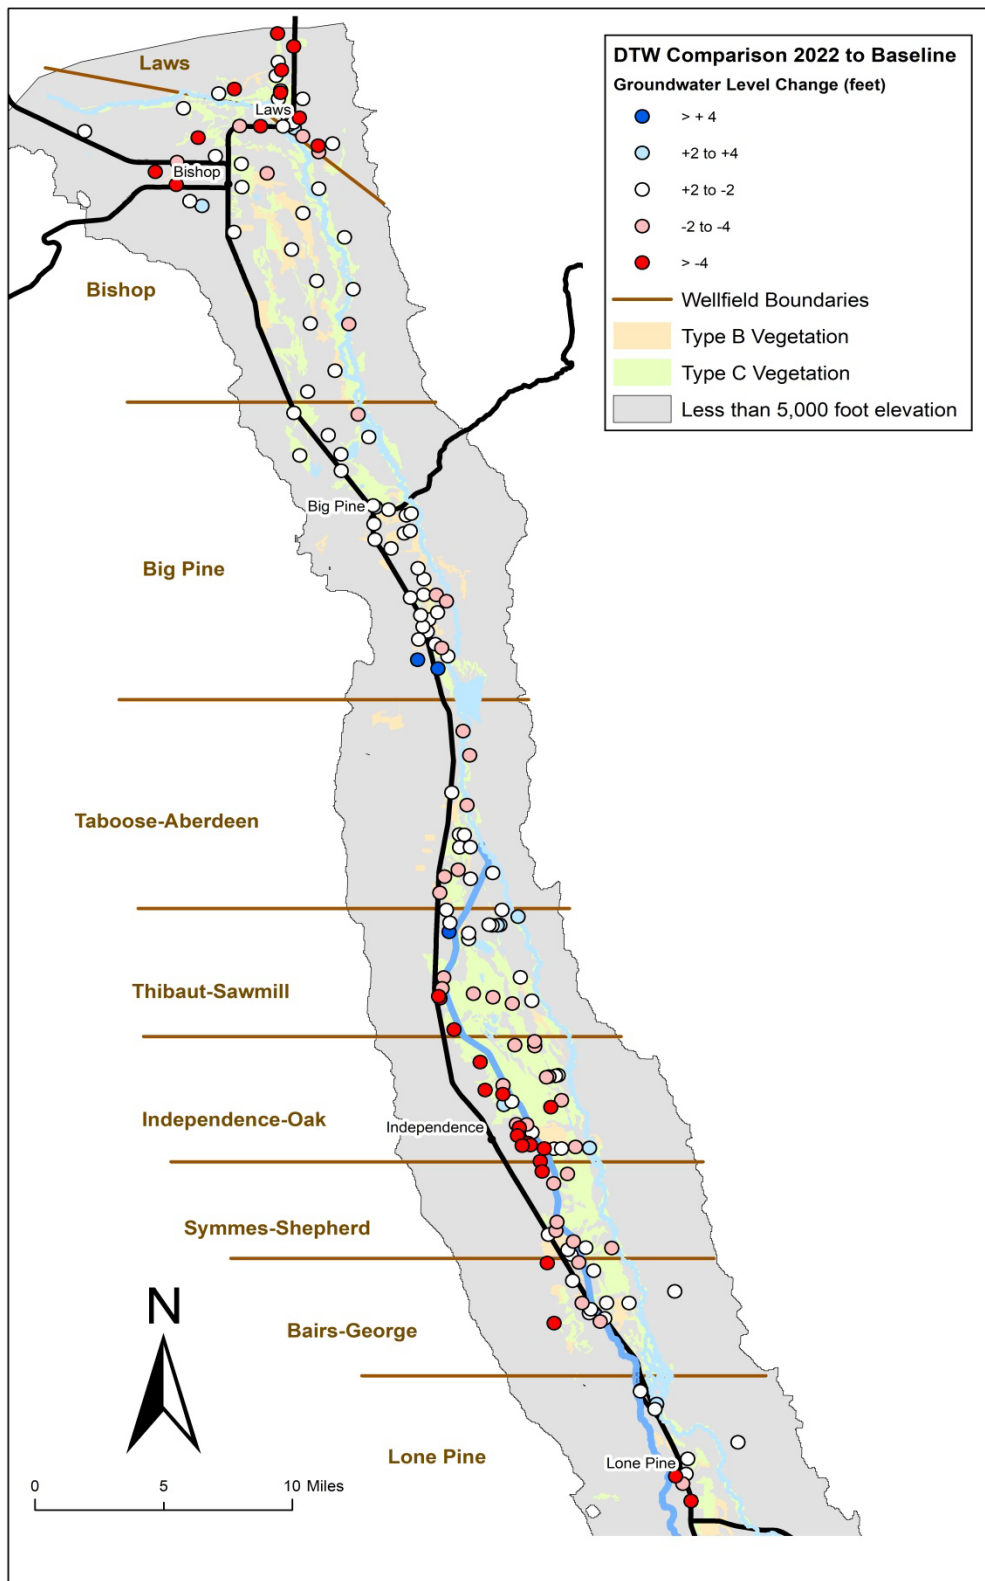 DTW Comparison 2022 to Baseline
Groundwater Level Change (feet)
> + 4
+2 to +4
+2 to -2
-2 to -4
> -4
Wellfield Boundaries
Type B Vegetation
Type C Vegetation
Less than 5,000 foot elevation
Laws
Laws
Bishop
Bishop
Big Pine
Big Pine
Taboose-Aberdeen
Thibaut-Sawmill
Independence-Oak
Independence
Symmes-Shepherd
N
Bairs-George
Lone Pine
Lone Pine
0 5 10 Miles